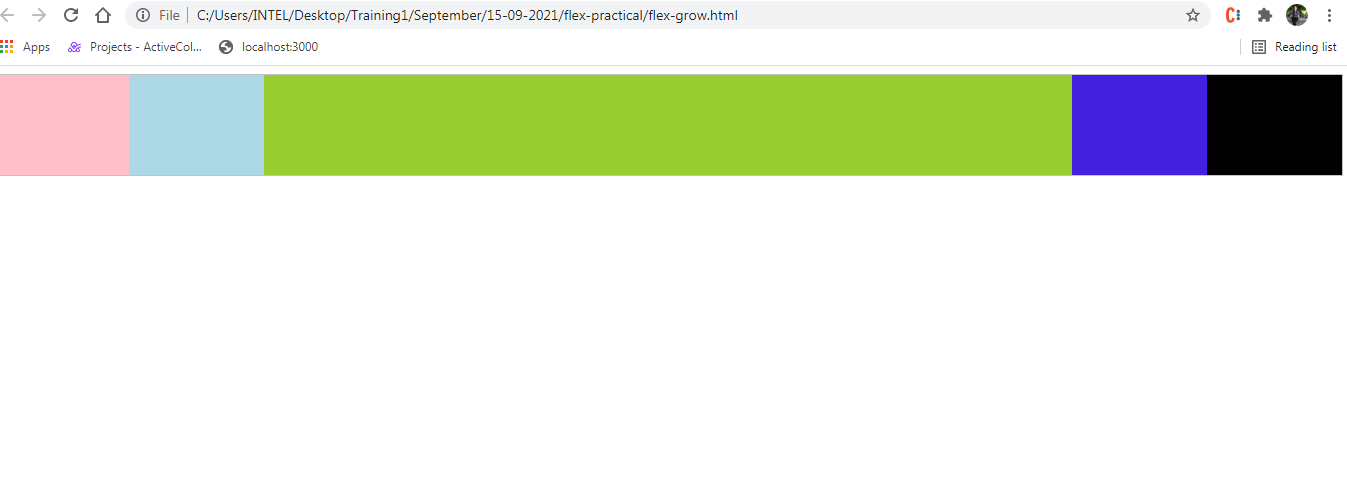 File C:/Users/INTEL/Desktop/Training1/September/15-09-2021/flex-practical/flex-grow.html
Apps Projects - ActiveCol... localhost:3000 Reading list